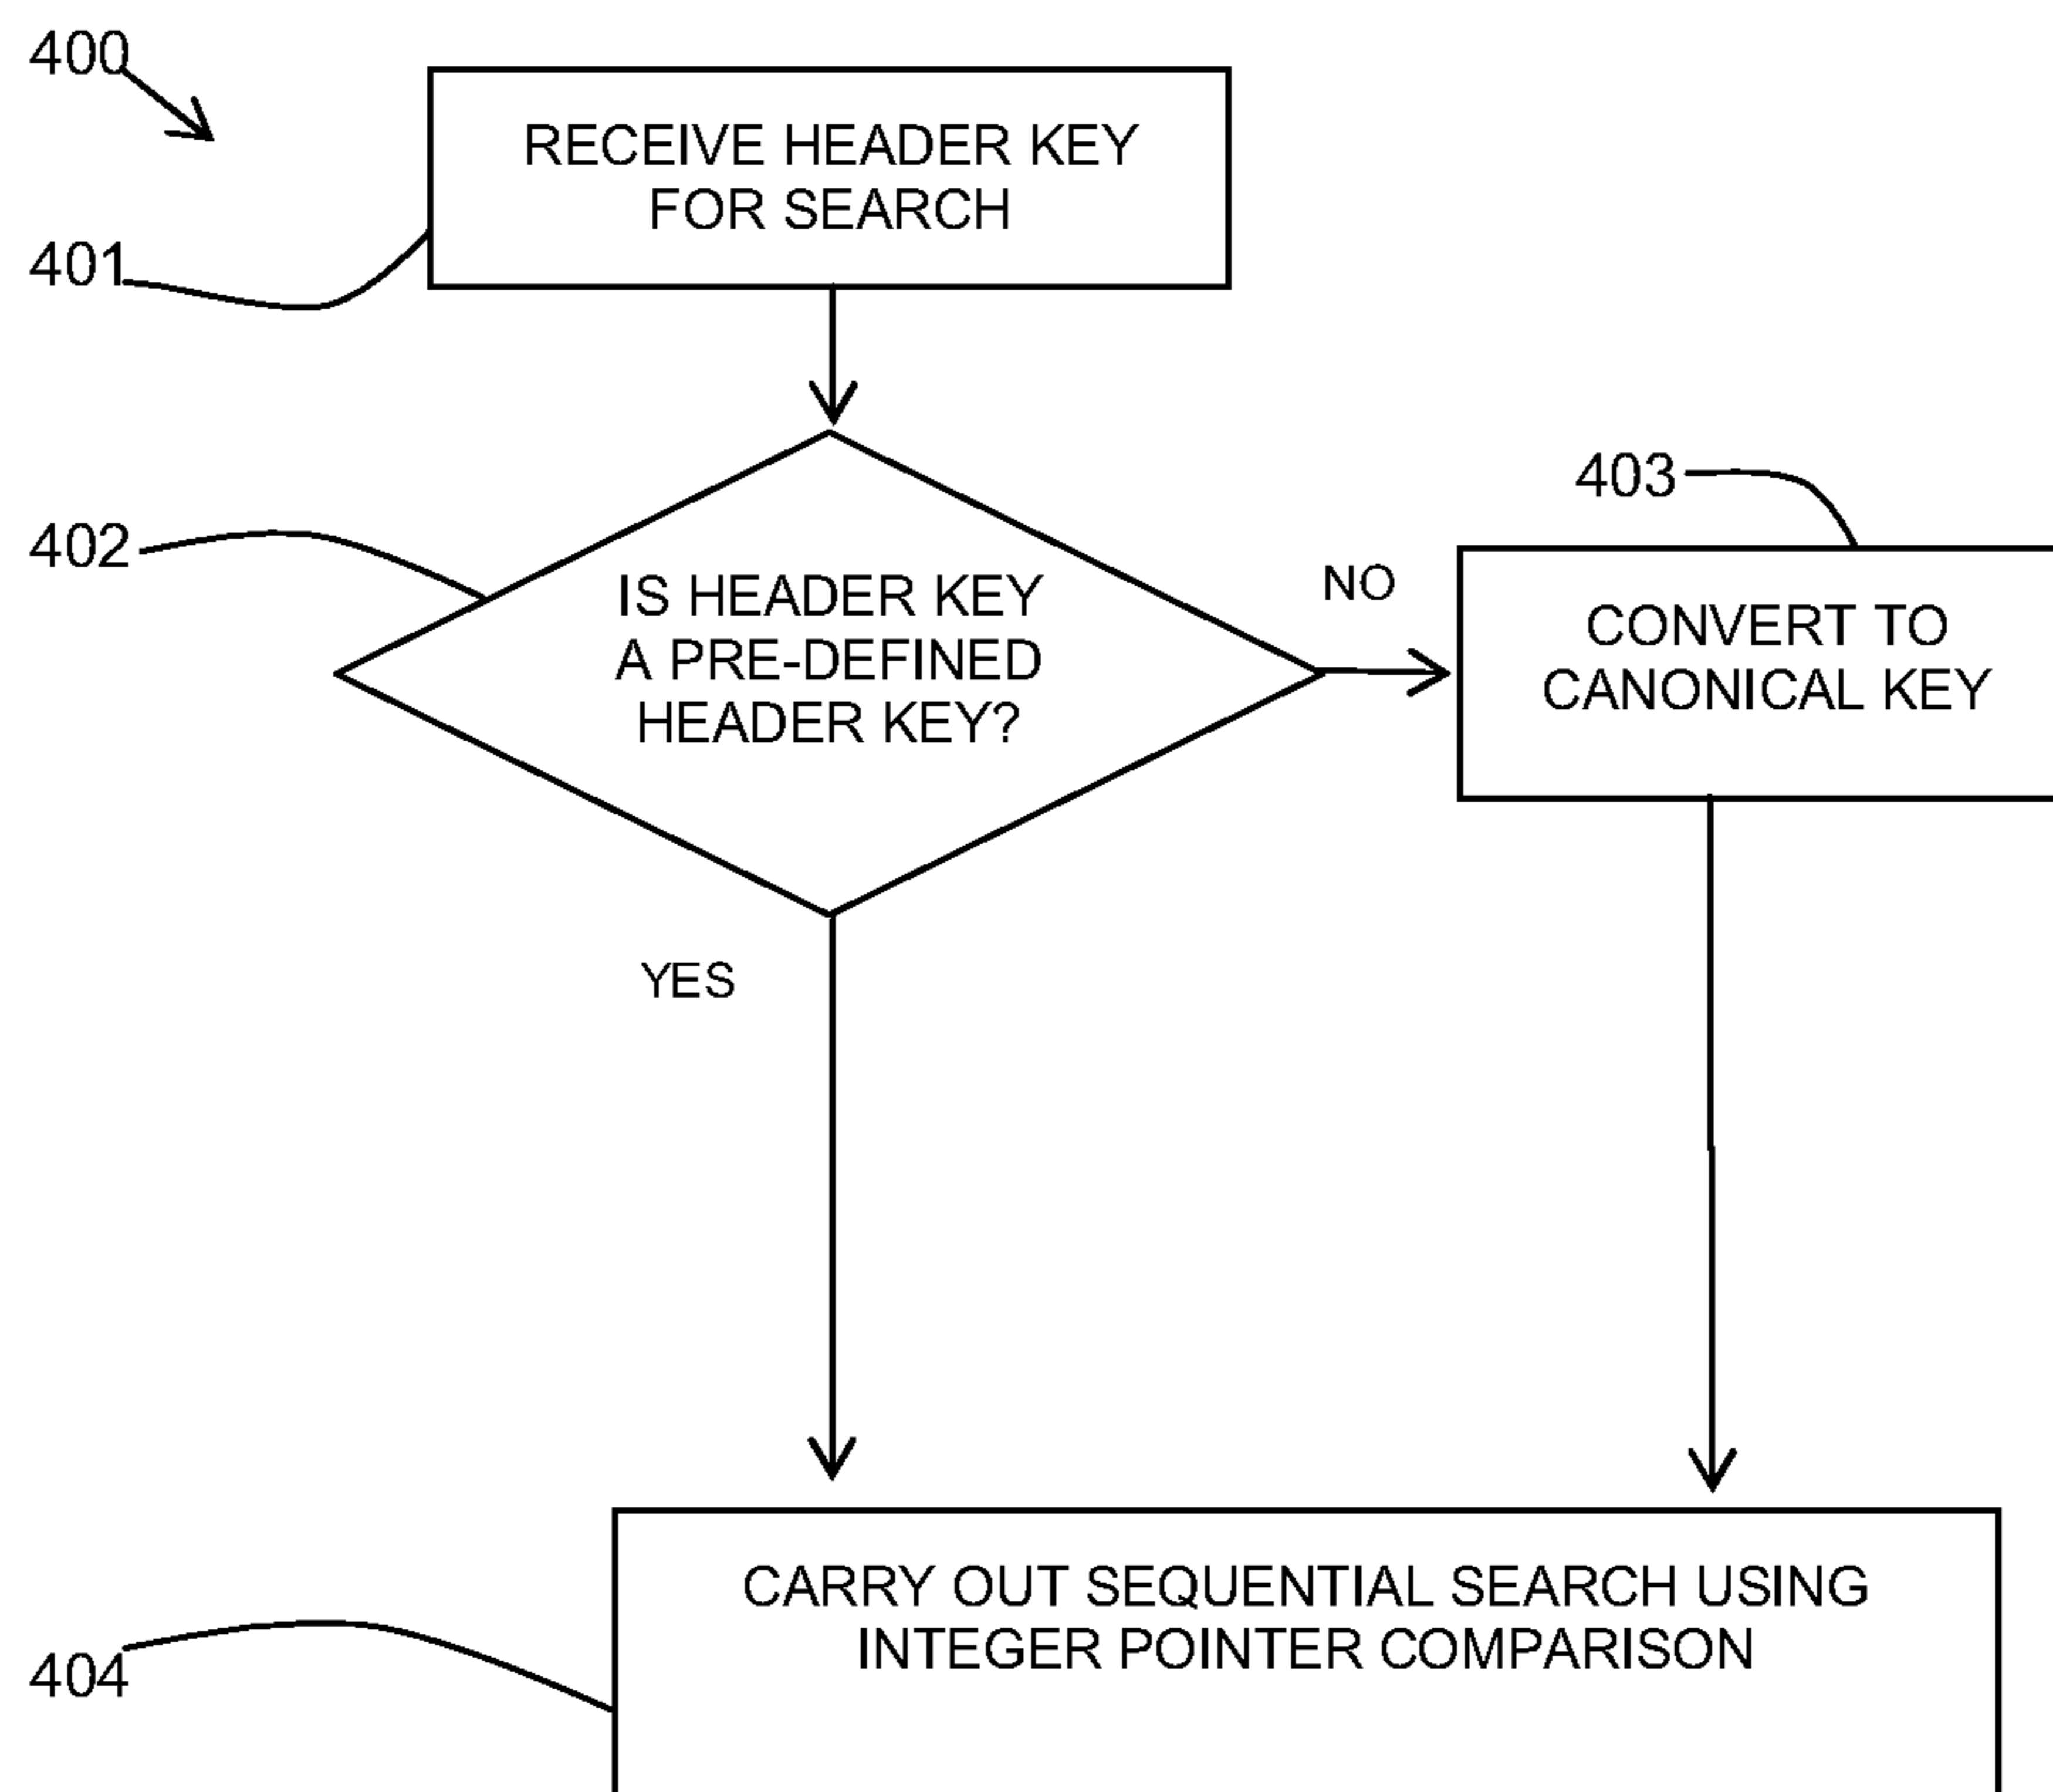 400
RECEIVE HEADER KEY
FOR SEARCH
401
402
IS HEADER KEY
A PRE-DEFINED
HEADER KEY?
NO
403
CONVERT TO
CANONICAL KEY
YES
CARRY OUT SEQUENTIAL SEARCH USING
INTEGER POINTER COMPARISON
404